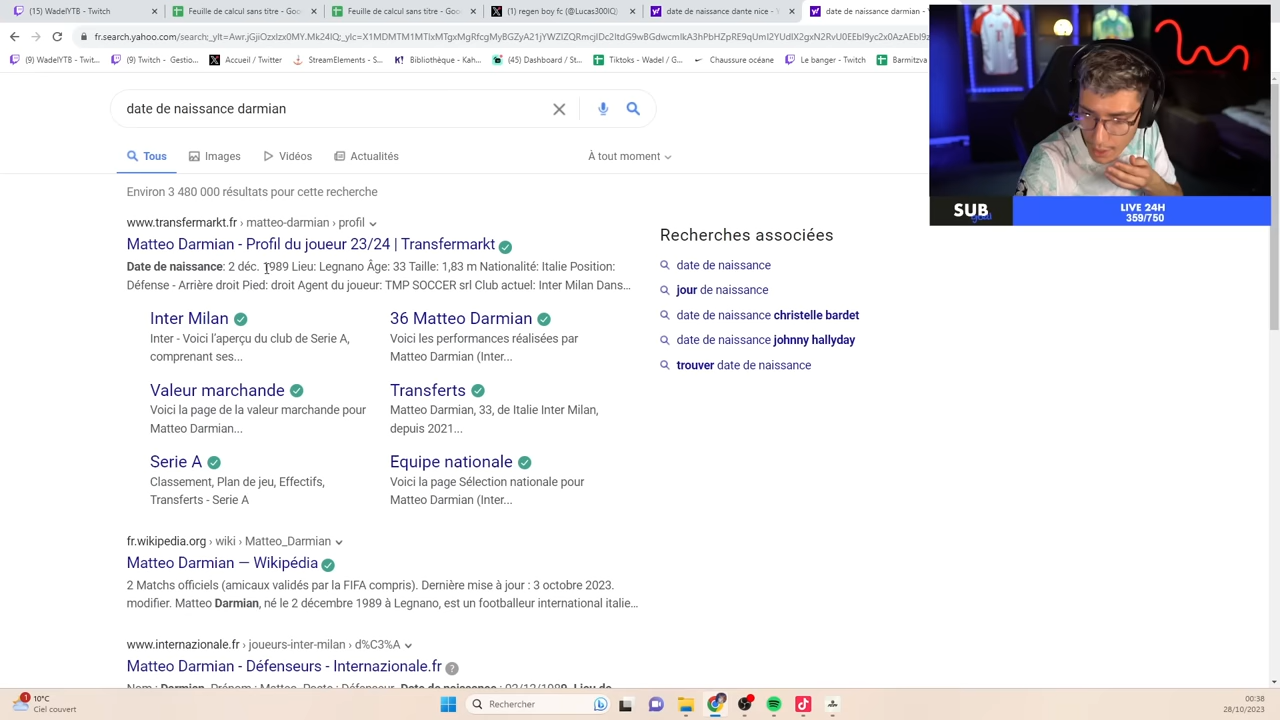 (15) WadelYTB - Twitch
Feuille de calcul sans titre - Goo
Feuille de calcul sans titre - Goo
(1) regen boy fc (@Lucas300IQ)
date de naissance de nainggolan
date de naissance darmian -
60
(9) WadelYTB - Twit...
(9) Twitch - Gestio...
Accueil / Twitter
StreamElements - S...
Bibliothèque - Kah...
(45) Dashboard / St...
Tiktoks - Wadel / G...
Chaussure océane
Le banger - Twitch
Barmitzva
date de naissance darmian
Tous
Images
Vidéos
Actualités
À tout moment
Environ 3 480 000 résultats pour cette recherche
www.transfermarkt.fr › matteo-darmian › profil
Matteo Darmian - Profil du joueur 23/24 | Transfermarkt
Date de naissance: 2 déc. 1989 Lieu: Legnano Âge: 33 Taille: 1,83 m Nationalité: Italie Position:
Défense - Arrière droit Pied: droit Agent du joueur: TMP SOCCER srl Club actuel: Inter Milan Dans...
Inter Milan
Inter - Voici l'aperçu du club de Serie A,
comprenant ses...
36 Matteo Darmian
Voici les performances réalisées par
Matteo Darmian (Inter...
Valeur marchande
Voici la page de la valeur marchande pour
Matteo Darmian...
Transferts
Matteo Darmian, 33, de Italie Inter Milan,
depuis 2021...
Serie A
Classement, Plan de jeu, Effectifs,
Transferts - Serie A
Equipe nationale
Voici la page Sélection nationale pour
Matteo Darmian (Inter...
fr.wikipedia.org › wiki › Matteo_Darmian
Matteo Darmian — Wikipédia
2 Matchs officiels (amicaux validés par la FIFA compris). Dernière mise à jour : 3 octobre 2023.
modifier. Matteo Darmian, né le 2 décembre 1989 à Legnano, est un footballeur international italie...
www.internazionale.fr › joueurs-inter-milan › d%C3%A
Matteo Darmian - Défenseurs - Internazionale.fr
Recherches associées
date de naissance
jour de naissance
date de naissance christelle bardet
date de naissance johnny hallyday
trouver date de naissance
SUB
goal
LIVE 24H
359/750
1
10°C
Ciel couvert
Rechercher
00:38
28/10/2023